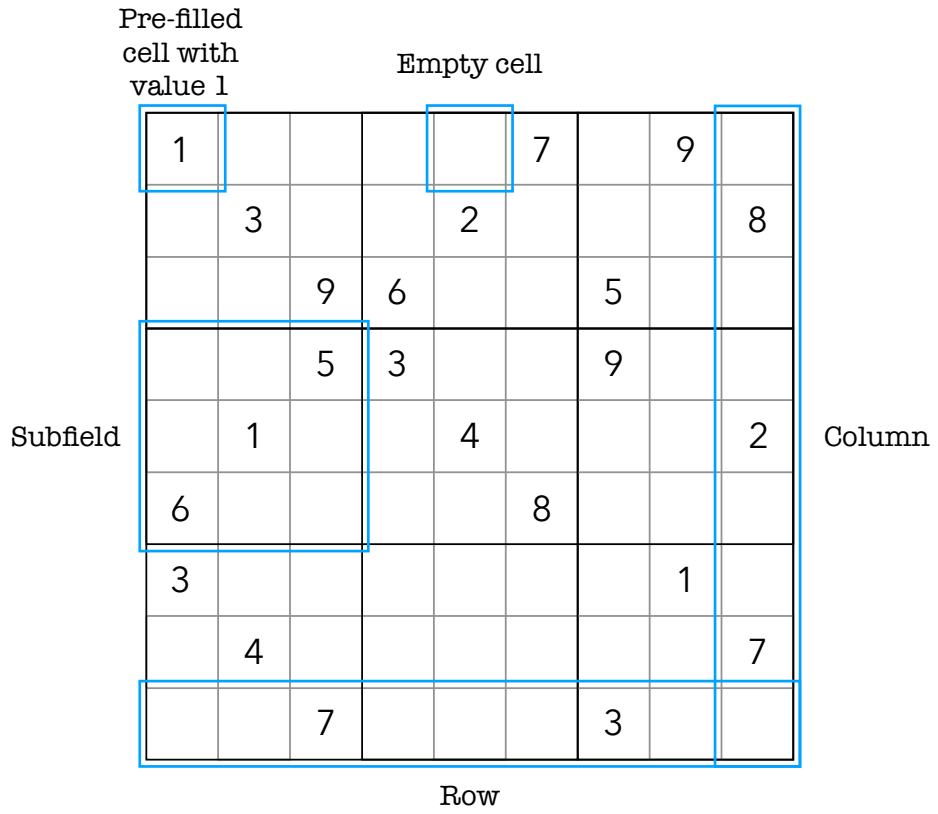 Pre-filled
cell with
value 1
Empty cell
1 7 9
3 2 8
9 6 5
5 3 9
Subfield
1 4 2
Column
6 8
3 1
4 7
7 3
Row